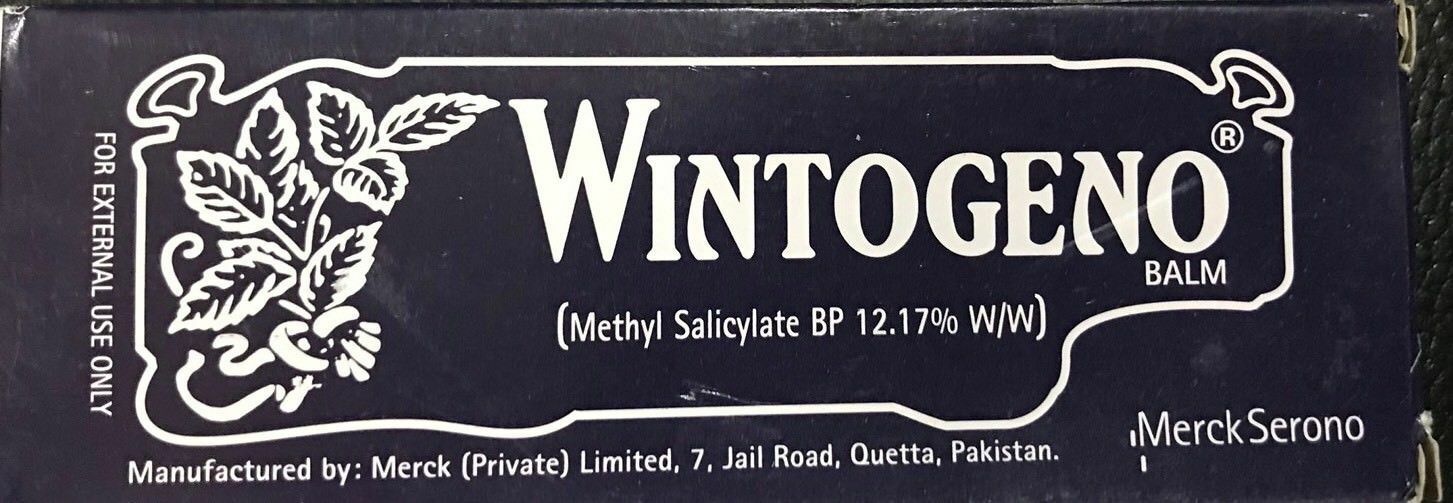 FOR EXTERNAL USE ONLY
WINTOGENO®
BALM
(Methyl Salicylate BP 12.17% W/W)
Manufactured by: Merck (Private) Limited, 7, Jail Road, Quetta, Pakistan.
Merck Serono